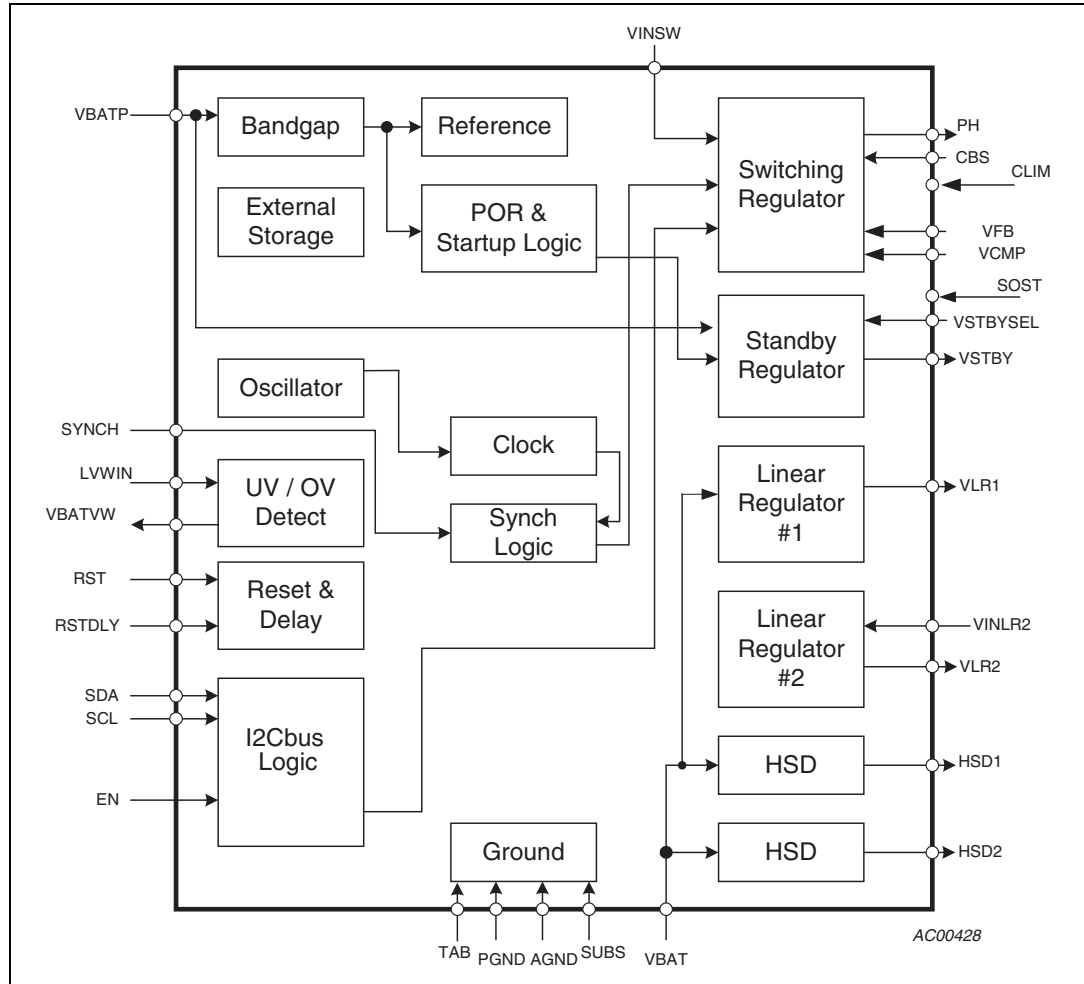 VINSW
VBATP
Bandgap
Reference
External
Storage
POR &
Startup Logic
Switching
Regulator
PH
CBS
CLIM
VFB
VCMP
SOST
VSTBYSEL
VSTBY
Standby
Regulator
Oscillator
SYNCH
Clock
LVWIN
VBATVW
UV / OV
Detect
Synch
Logic
Linear
Regulator
#1
VLR1
RST
RSTDLY
Reset &
Delay
Linear
Regulator
#2
VINLR2
VLR2
SDA
SCL
EN
I2Cbus
Logic
HSD
HSD1
HSD
HSD2
Ground
TAB
PGND
AGND
SUBS
VBAT
AC00428